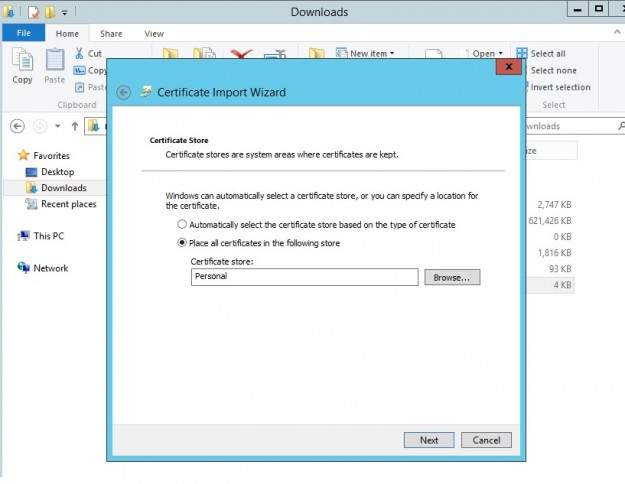 Downloads
File Home Share View
Copy
Paste
Cut
Copy
Paste
New item
Open
Select all
Select none
Invert selection
Clipboard
Select
Favorites
Desktop
Downloads
Recent places
This PC
Network
2,747 KB
621,426 KB
0 KB
1,816 KB
93 KB
4 KB
Certificate Import Wizard
Certificate Store
Certificate stores are system areas where certificates are kept.
Windows can automatically select a certificate store, or you can specify a location for
the certificate.
Automatically select the certificate store based on the type of certificate
Place all certificates in the following store
Certificate store:
Personal
Browse...
Next
Cancel